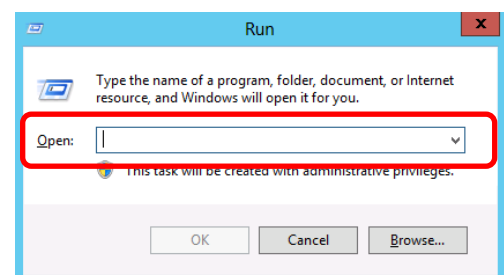 Run
x
Type the name of a program, folder, document, or Internet
resource, and Windows will open it for you.
Open:
This task will be created with administrative privileges.
OK Cancel Browse...